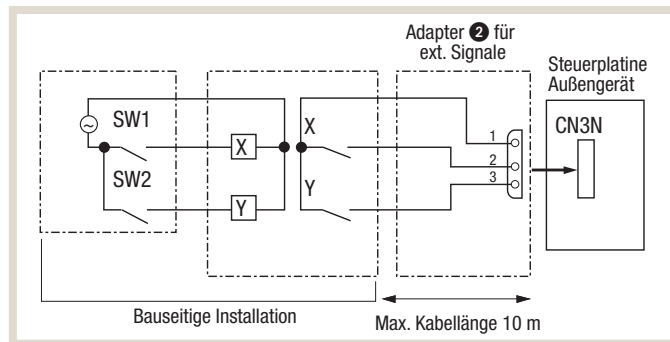 Adapter ❷ für
ext. Signale
Steuerplatine
Außengerät
SW1
X
X
1
CN3N
2
SW2
3
Y
Y
Bauseitige Installation
Max. Kabellänge 10 m